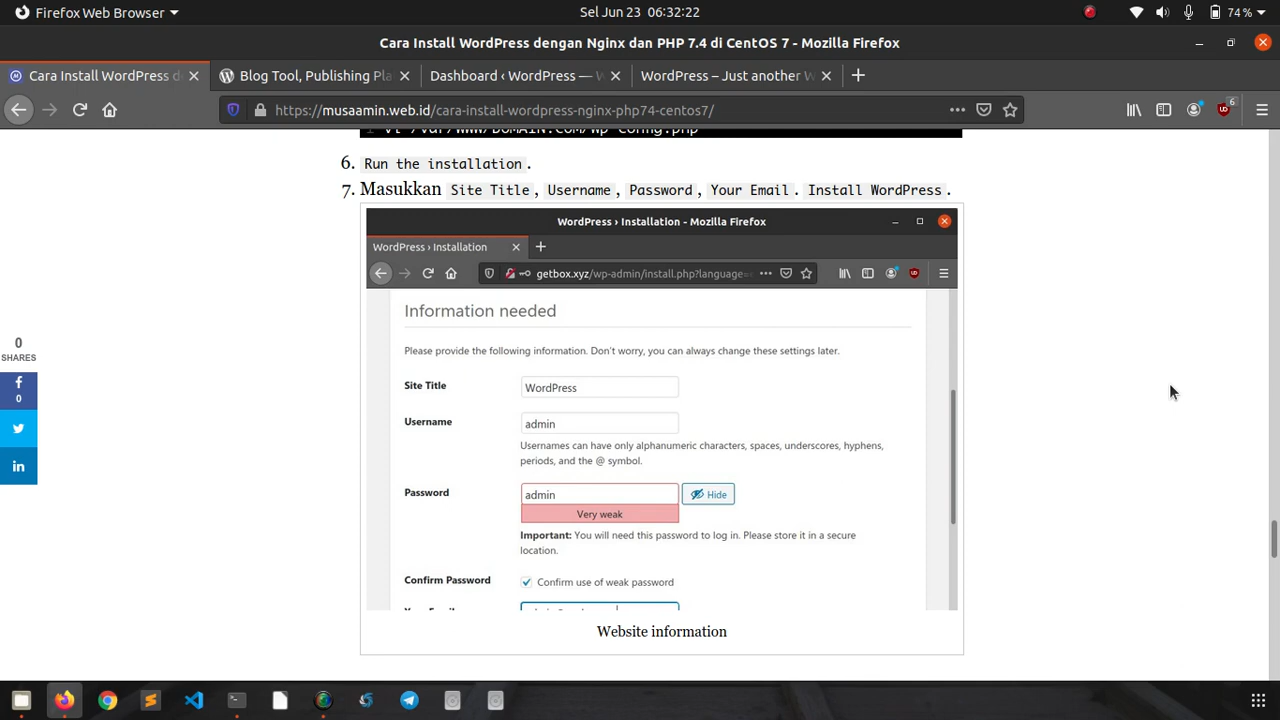 Firefox Web Browser
Sel Jun 23 06:32:22
74 %
Cara Install WordPress dengan Nginx dan PHP 7.4 di CentOS 7 - Mozilla Firefox
Cara Install WordPress d
Blog Tool, Publishing Pla
Dashboard ‹ WordPress — W
WordPress – Just another W
https://musaamin.web.id/cara-install-wordpress-nginx-php74-centos7/
6
6. Run the installation.
7. Masukkan Site Title, Username, Password, Your Email. Install WordPress.
WordPress › Installation - Mozilla Firefox
WordPress › Installation
getbox.xyz/wp-admin/install.php?language=
Information needed
Please provide the following information. Don't worry, you can always change these settings later.
Site Title
WordPress
Username
admin
Usernames can have only alphanumeric characters, spaces, underscores, hyphens,
periods, and the @ symbol.
Password
admin
Hide
Very weak
Important: You will need this password to log in. Please store it in a secure
location.
Confirm Password
Confirm use of weak password
Website information
0
SHARES
0